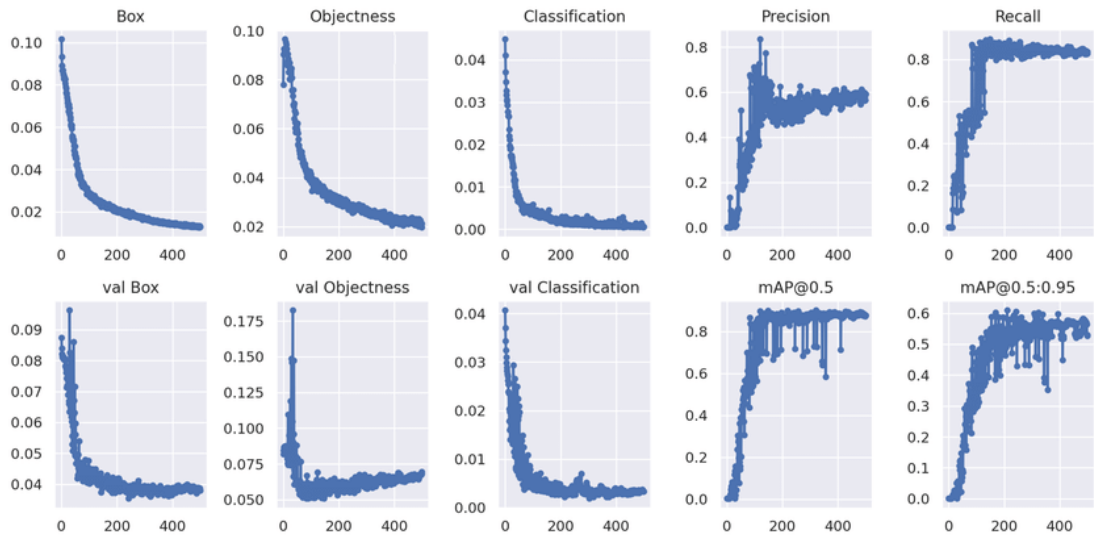 Box
Objectness
Classification
Precision
Recall
0.10
0.08
0.06
0.04
0.02
0 200 400
0.10
0.08
0.06
0.04
0.02
0 200 400
0.04
0.03
0.02
0.01
0.00
0 200 400
0.8
0.6
0.4
0.2
0.0
0 200 400
0.8
0.6
0.4
0.2
0.0
0 200 400
val Box
val Objectness
val Classification
mAP@0.5
mAP@0.5:0.95
0.09
0.08
0.07
0.06
0.05
0.04
0 200 400
0.175
0.150
0.125
0.100
0.075
0.050
0 200 400
0.04
0.03
0.02
0.01
0.00
0 200 400
0.8
0.6
0.4
0.2
0.0
0 200 400
0.6
0.5
0.4
0.3
0.2
0.1
0.0
0 200 400